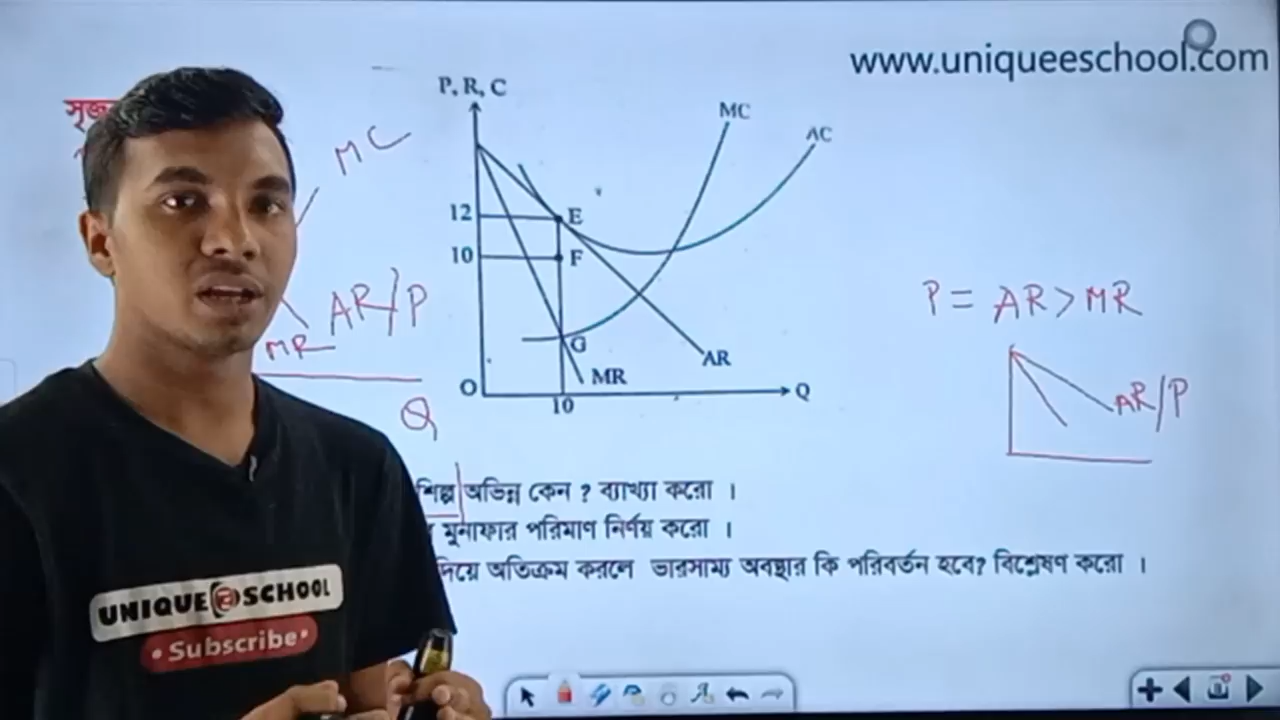 www.uniqueeschool.com
P, R, C
MC
AC
MC
12
E
10
F
AR/P
MR
G
AR
MR
O
10
Q
Q
P = AR > MR
AR/P
শিল্প অভিন্ন কেন ? ব্যাখ্যা করো ।
মুনাফার পরিমাণ নির্ণয় করো ।
দিয়ে অতিক্রম করলে ভারসাম্য অবস্থার কি পরিবর্তন হবে? বিশ্লেষণ করো ।
UNIQUE SCHOOL
Subscribe